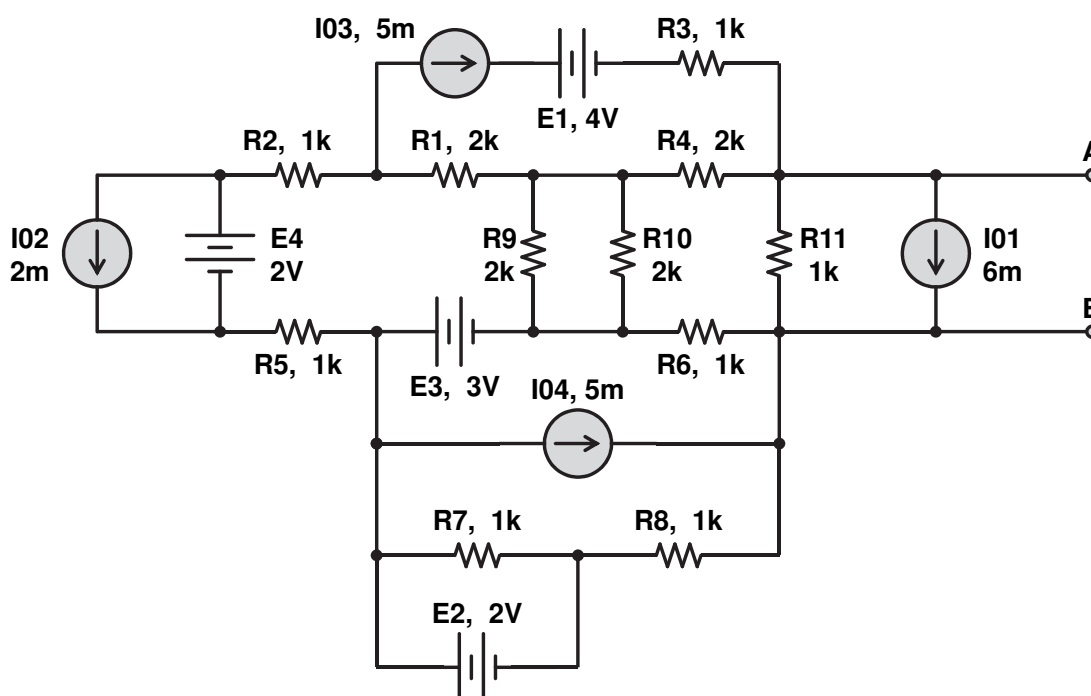 I03, 5m
R3, 1k
E1, 4V
R2, 1k
R1, 2k
R4, 2k
A
I02
2m
E4
2V
R9
2k
R10
2k
R11
1k
I01
6m
B
R5, 1k
E3, 3V
R6, 1k
I04, 5m
R7, 1k
R8, 1k
E2, 2V